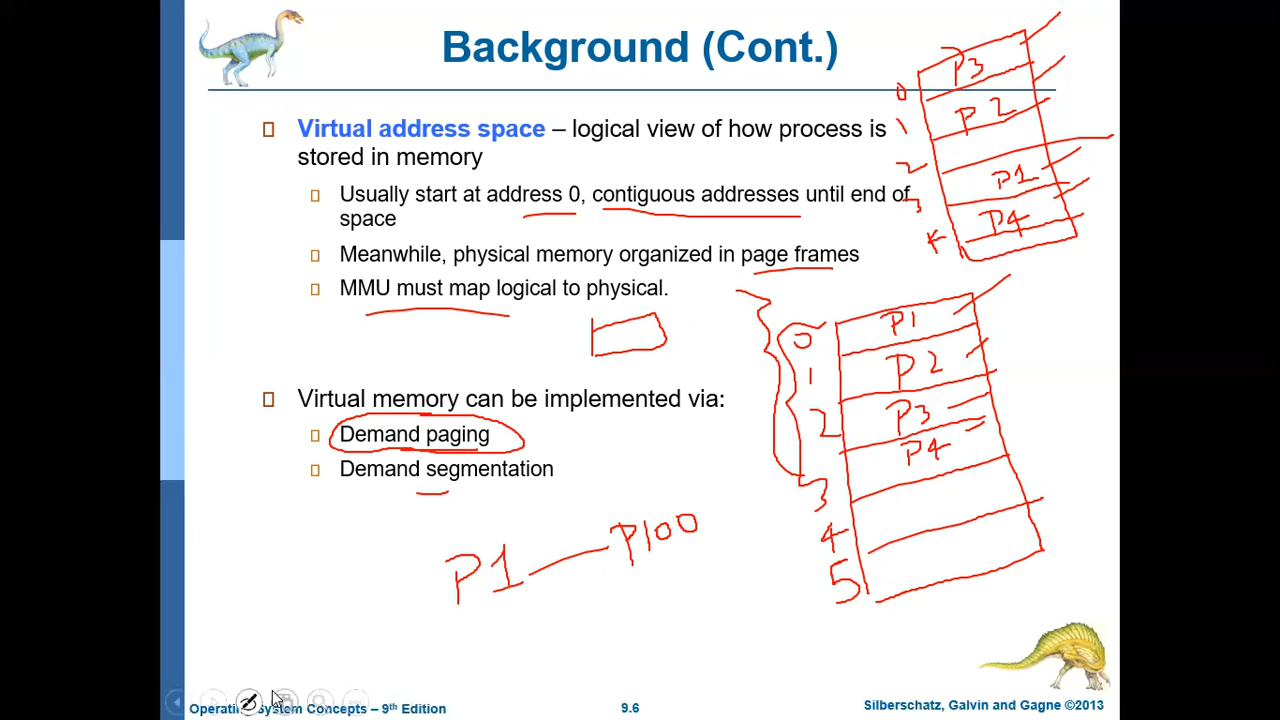 Background (Cont.)
Virtual address space – logical view of how process is
stored in memory
Usually start at address 0, contiguous addresses until end of
space
Meanwhile, physical memory organized in page frames
MMU must map logical to physical.
Virtual memory can be implemented via:
Demand paging
Demand segmentation
P1 P100
P3
0
P2
1
2
P1
3
P4
4
0 P1
1 P2
2 P3
P4
3
4
5
Operating System Concepts – 9th Edition
9.6
Silberschatz, Galvin and Gagne ©2013